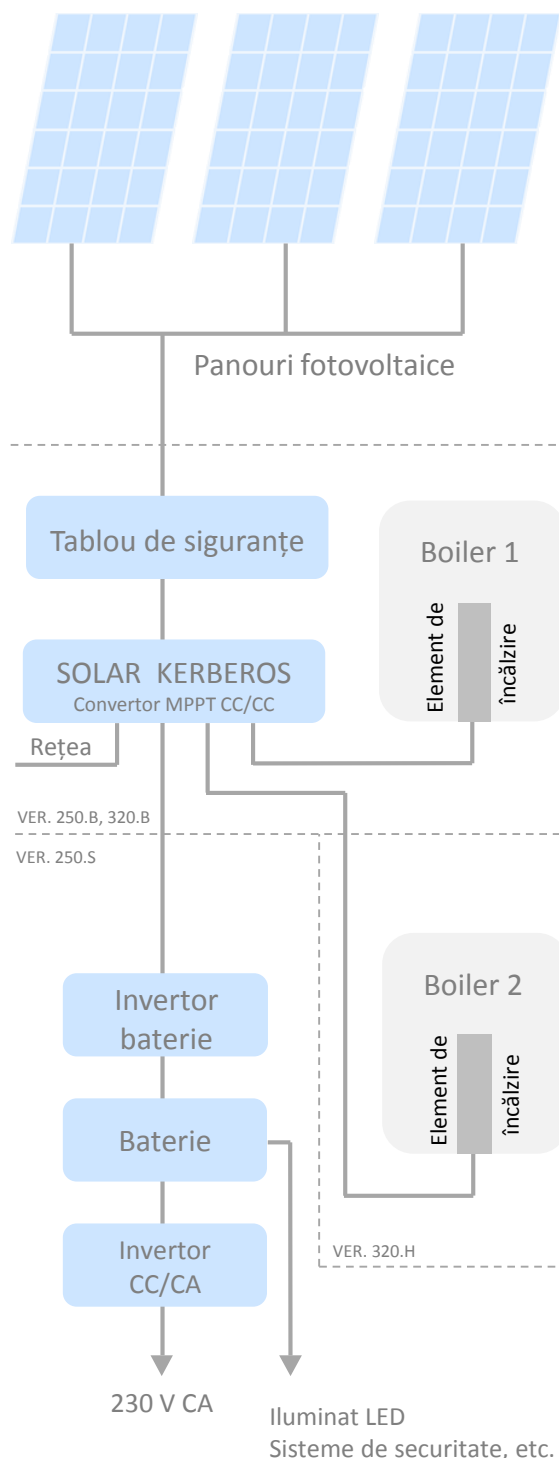 Panouri fotovoltaice
Tablou de siguranțe
Boiler 1
Element de
încălzire
SOLAR KERBEROS
Convertor MPPT CC/CC
Rețea
VER. 250.B, 320.B
VER. 250.S
Invertor
baterie
Boiler 2
Element de
încălzire
Baterie
Invertor
CC/CA
VER. 320.H
230 V CA
Iluminat LED
Sisteme de securitate, etc.